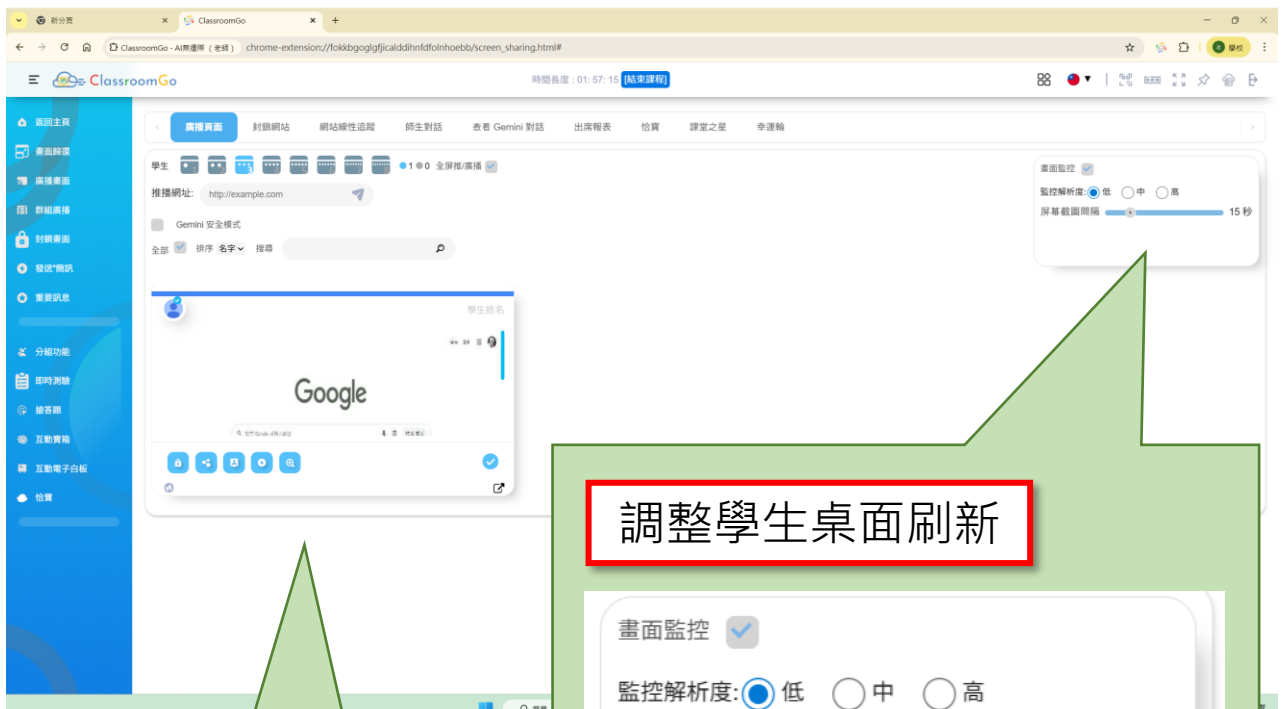 新分頁
ClassroomGo
ClassroomGo - AI無邊際（老師） chrome-extension://fokkbgoglgfjicalddihnfdfolnhoebb/screen_sharing.html#
學校
ClassroomGo
時間長度 : 01: 57: 15 [結束課程]
返回主頁
畫面歸還
廣播畫面
群組廣播
封鎖畫面
發送*簡訊
重要訊息
分組功能
即時測驗
搶答題
互動寶箱
互動電子白板
恰寶
廣播頁面 封鎖網站 網站線性追蹤 師生對話 查看 Gemini 對話 出席報表 恰寶 課堂之星 幸運輪
學生 1 0 全屏推/廣播
推播網址: http://example.com
Gemini 安全模式
全部 排序 名字 搜尋
學生姓名
Google
畫面監控
監控解析度: 低 中 高
屏幕截圖間隔 15 秒
調整學生桌面刷新
畫面監控
監控解析度: 低 中 高